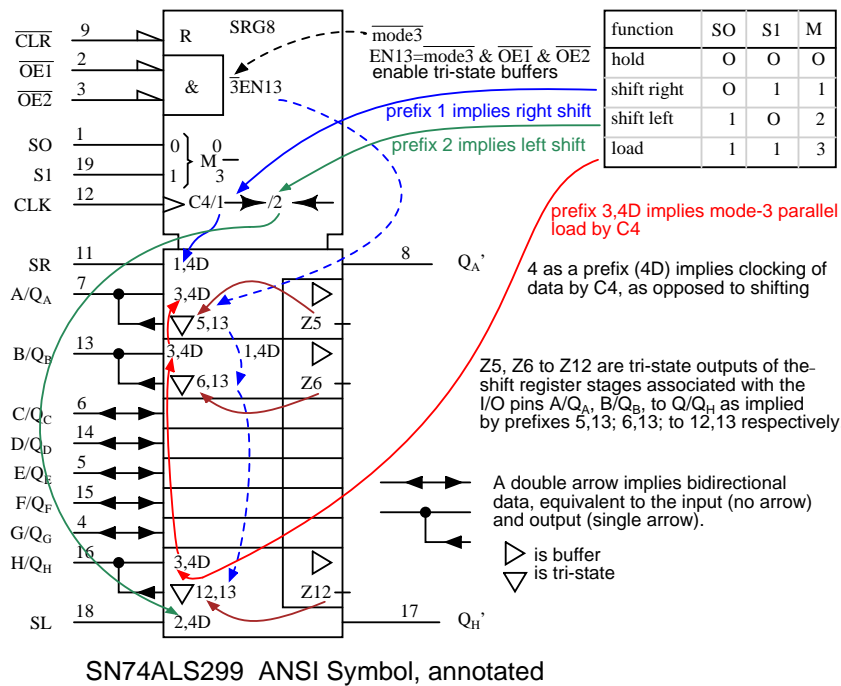 9
CLR
R
SRG8
2
OE1
3
OE2
&
3EN13
mode3
EN13=mode3 & OE1 & OE2
enable tri-state buffers
function SO S1 M
hold O O O
shift right O 1 1
shift left 1 O 2
load 1 1 3
prefix 1 implies right shift
prefix 2 implies left shift
1
SO
19
S1
0
1
} M 0
3
12
CLK
C4/1
/2
prefix 3,4D implies mode-3 parallel
load by C4
11
SR
1,4D
8
QA’
7
A/QA
3,4D
5,13
Z5
4 as a prefix (4D) implies clocking of
data by C4, as opposed to shifting
13
B/QB
3,4D
1,4D
6,13
Z6
Z5, Z6 to Z12 are tri-state outputs of the
shift register stages associated with the
I/O pins A/QA, B/QB, to Q/QH as implied
by prefixes 5,13; 6,13; to 12,13 respectively
6
C/QC
14
D/QD
5
E/QE
15
F/QF
4
G/QG
16
H/QH
3,4D
12,13
Z12
A double arrow implies bidirectional
data, equivalent to the input (no arrow)
and output (single arrow).
is buffer
is tri-state
18
SL
2,4D
17
QH’
SN74ALS299 ANSI Symbol, annotated